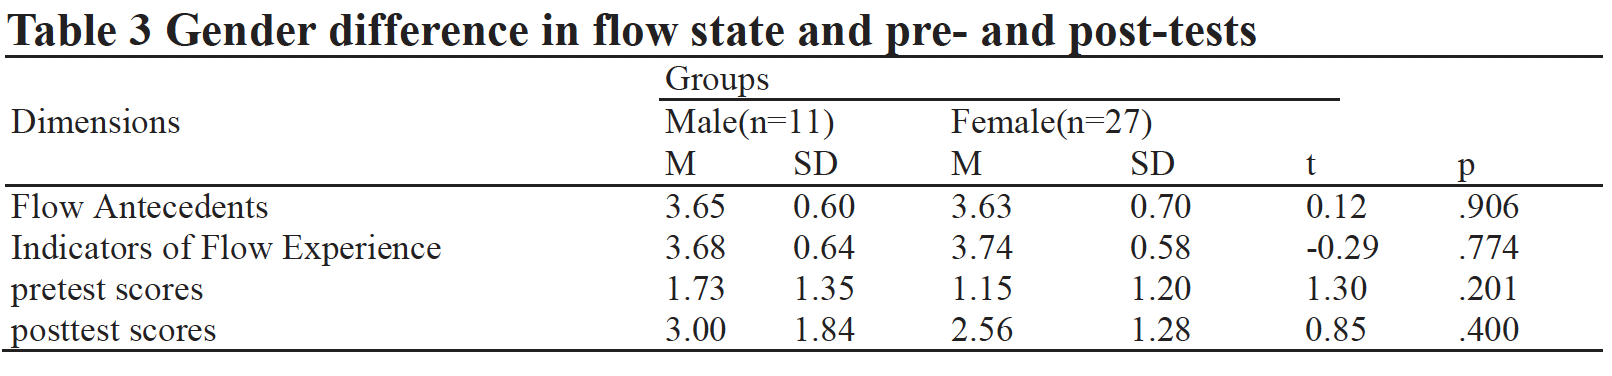 Table 3 Gender difference in flow state and pre- and post-tests
Groups
Dimensions Male(n=11) Female(n=27)
M SD M SD t p
Flow Antecedents 3.65 0.60 3.63 0.70 0.12 .906
Indicators of Flow Experience 3.68 0.64 3.74 0.58 -0.29 .774
pretest scores 1.73 1.35 1.15 1.20 1.30 .201
posttest scores 3.00 1.84 2.56 1.28 0.85 .400